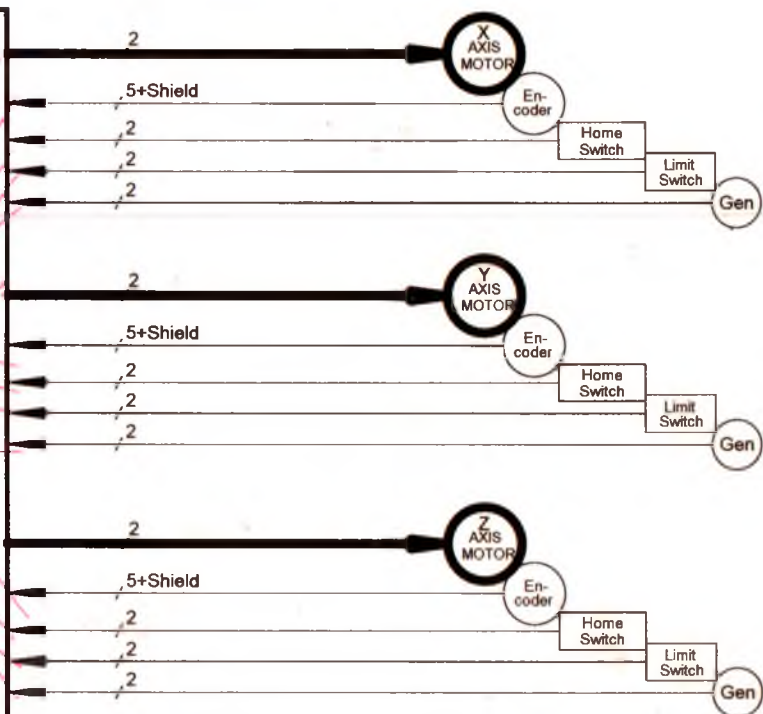 2
X
AXIS
MOTOR
5+Shield
En-
coder
2
Home
Switch
2
Limit
Switch
2
Gen
2
Y
AXIS
MOTOR
5+Shield
En-
coder
2
Home
Switch
2
Limit
Switch
2
Gen
2
Z
AXIS
MOTOR
5+Shield
En-
coder
2
Home
Switch
2
Limit
Switch
2
Gen